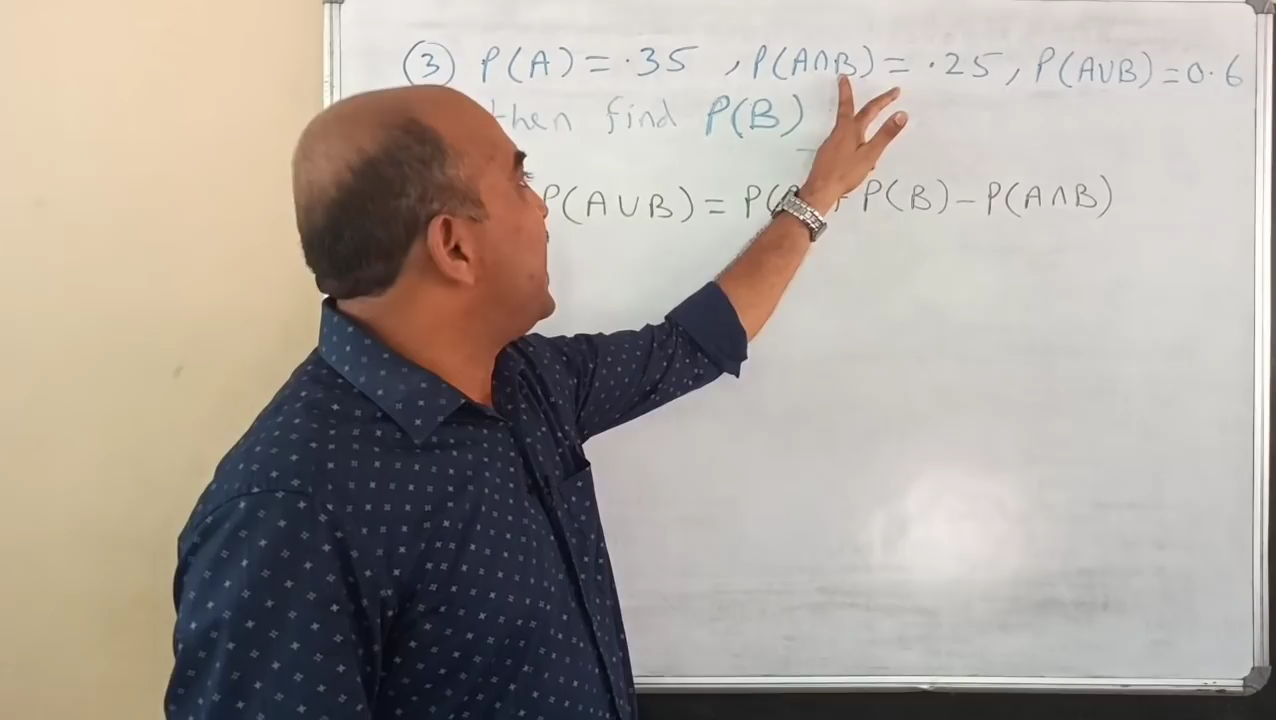 ③ P(A) = .35 , P(A∩B) = .25, P(A∪B) = 0.6
then find P(B)
P(A∪B) = P( + P(B) - P(A∩B)